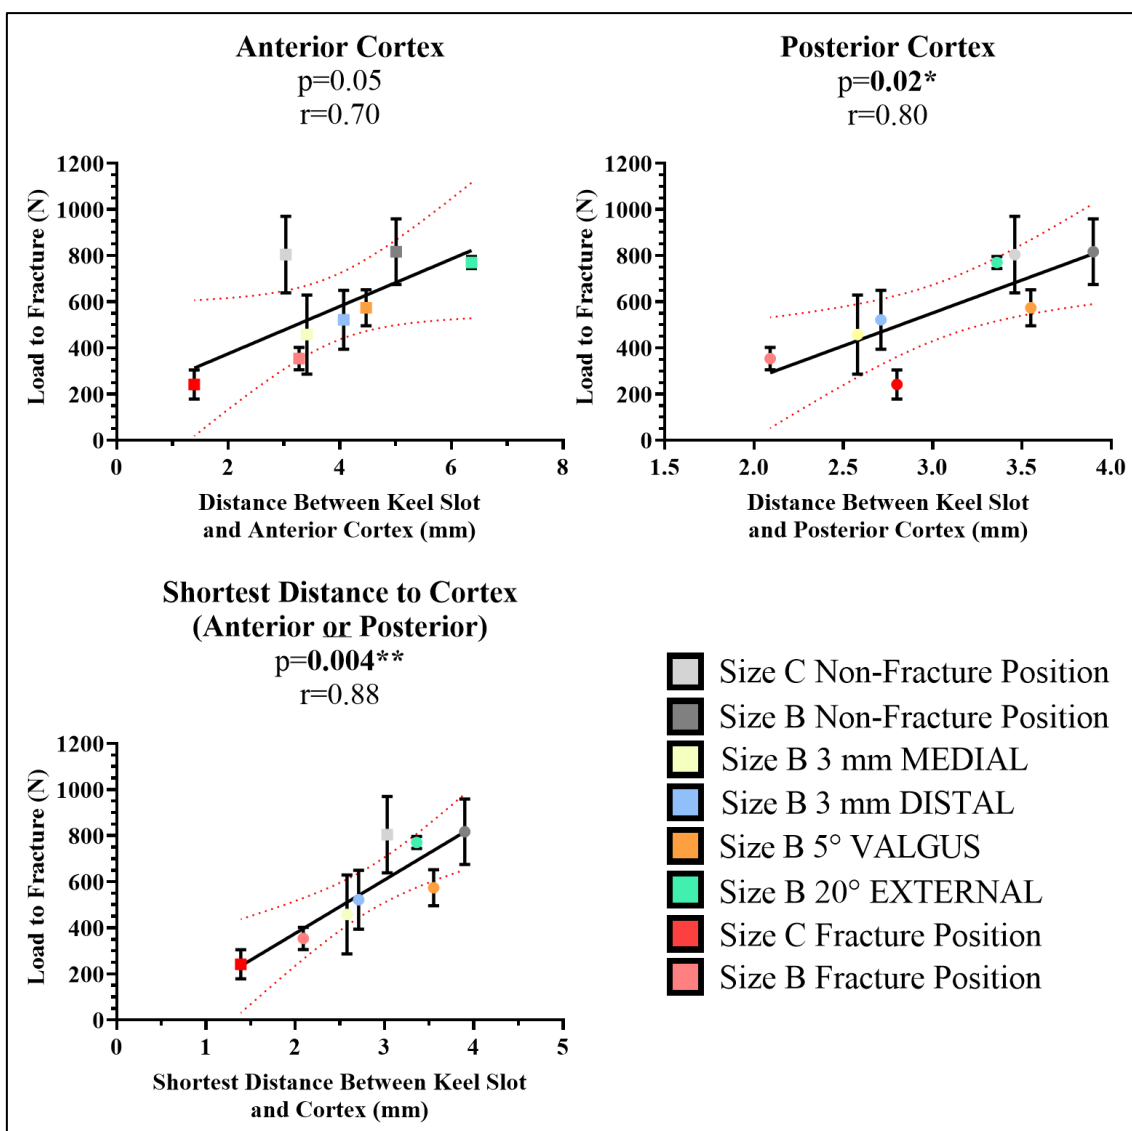 Anterior Cortex
p=0.05
r=0.70
Load to Fracture (N)
1200
1000
800
600
400
200
0
0
2
4
6
8
Distance Between Keel Slot
and Anterior Cortex (mm)
Posterior Cortex
p=0.02*
r=0.80
Load to Fracture (N)
1200
1000
800
600
400
200
0
1.5
2.0
2.5
3.0
3.5
4.0
Distance Between Keel Slot
and Posterior Cortex (mm)
Shortest Distance to Cortex
(Anterior or Posterior)
p=0.004**
r=0.88
Load to Fracture (N)
1200
1000
800
600
400
200
0
0
1
2
3
4
5
Shortest Distance Between Keel Slot
and Cortex (mm)
Size C Non-Fracture Position
Size B Non-Fracture Position
Size B 3 mm MEDIAL
Size B 3 mm DISTAL
Size B 5° VALGUS
Size B 20° EXTERNAL
Size C Fracture Position
Size B Fracture Position